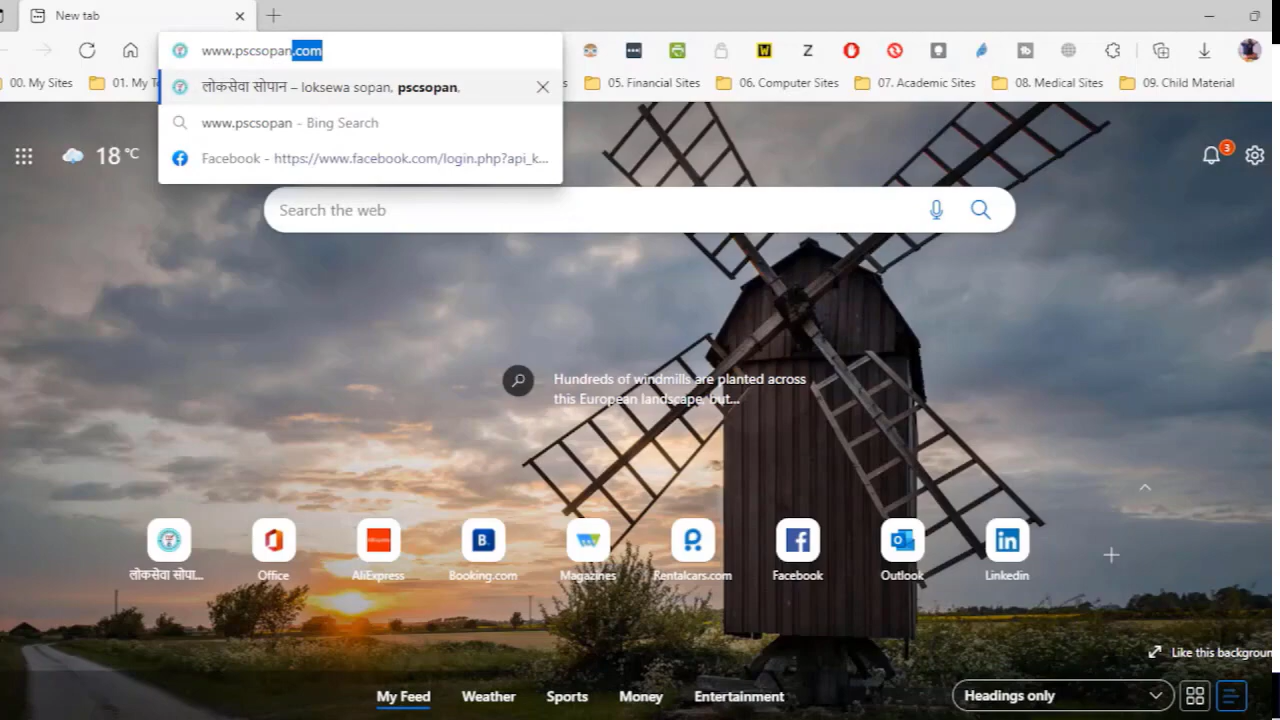 New tab
www.pscsopan.com
00. My Sites
01. My T
05. Financial Sites
06. Computer Sites
07. Academic Sites
08. Medical Sites
09. Child Material
लोकसेवा सोपान – loksewa sopan, pscsopan,
www.pscsopan - Bing Search
Facebook - https://www.facebook.com/login.php?api_k...
18 °C
3
Search the web
Hundreds of windmills are planted across
this European landscape, but...
लोकसेवा सोपा...
Office
AliExpress
Booking.com
Magazines
Rentalcars.com
Facebook
Outlook
Linkedin
Like this backgroun
My Feed
Weather
Sports
Money
Entertainment
Headings only